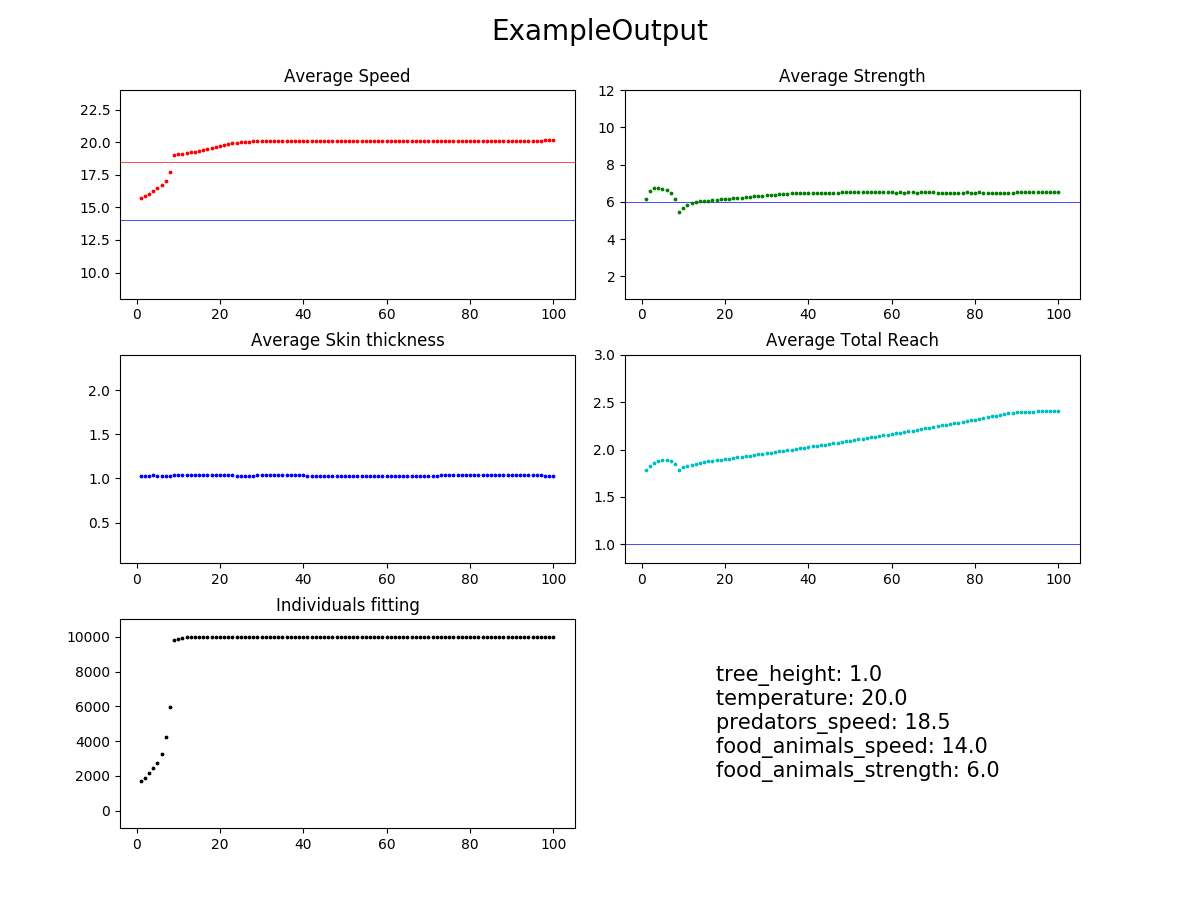 ExampleOutput
Average Speed
22.5
20.0
17.5
15.0
12.5
10.0
0 20 40 60 80 100
Average Strength
12
10
8
6
4
2
0 20 40 60 80 100
Average Skin thickness
2.0
1.5
1.0
0.5
0 20 40 60 80 100
Average Total Reach
3.0
2.5
2.0
1.5
1.0
0 20 40 60 80 100
Individuals fitting
10000
8000
6000
4000
2000
0
0 20 40 60 80 100
tree_height: 1.0
temperature: 20.0
predators_speed: 18.5
food_animals_speed: 14.0
food_animals_strength: 6.0